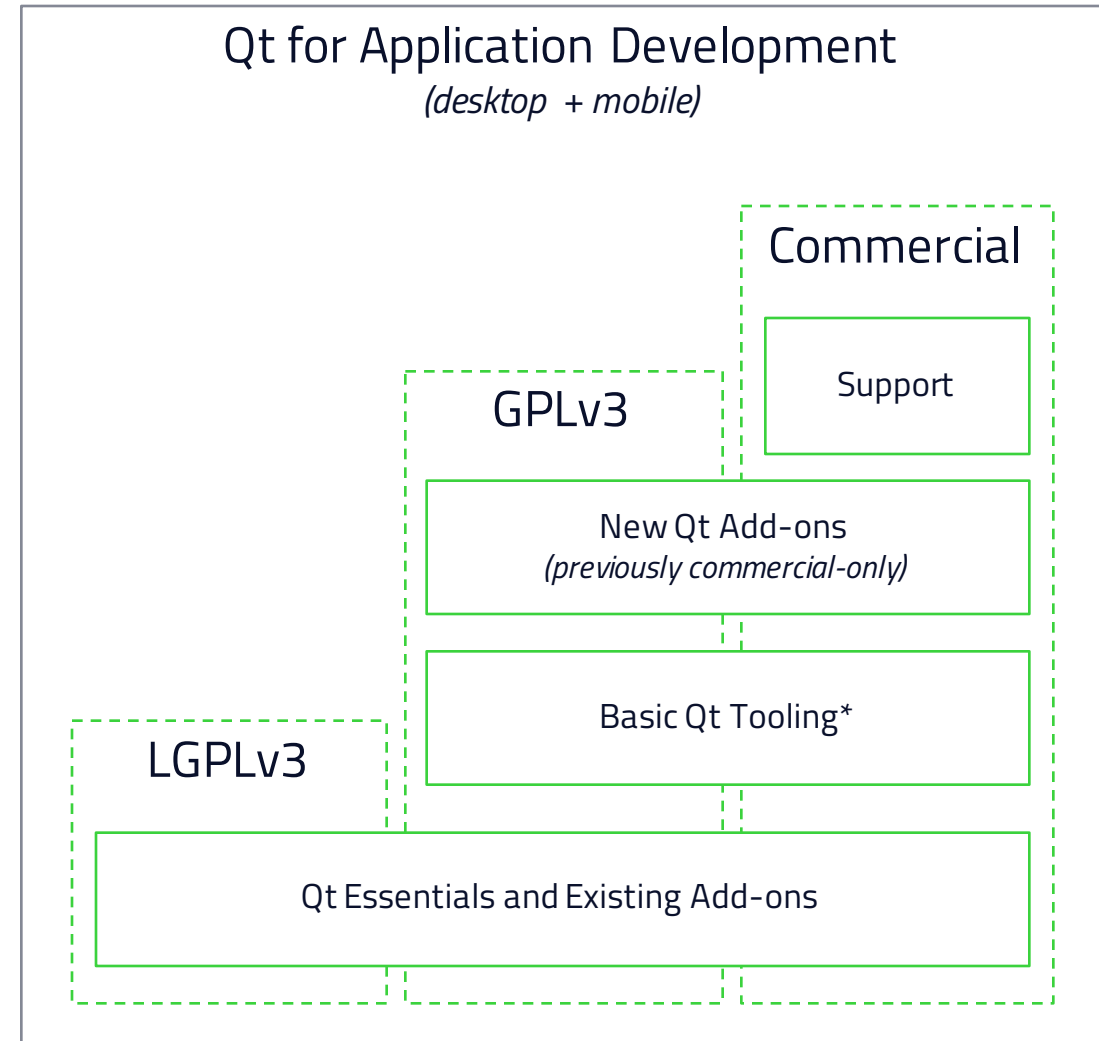 Qt for Application Development
(desktop + mobile)
Commercial
Support
GPLv3
New Qt Add-ons
(previously commercial-only)
Basic Qt Tooling*
LGPLv3
Qt Essentials and Existing Add-ons